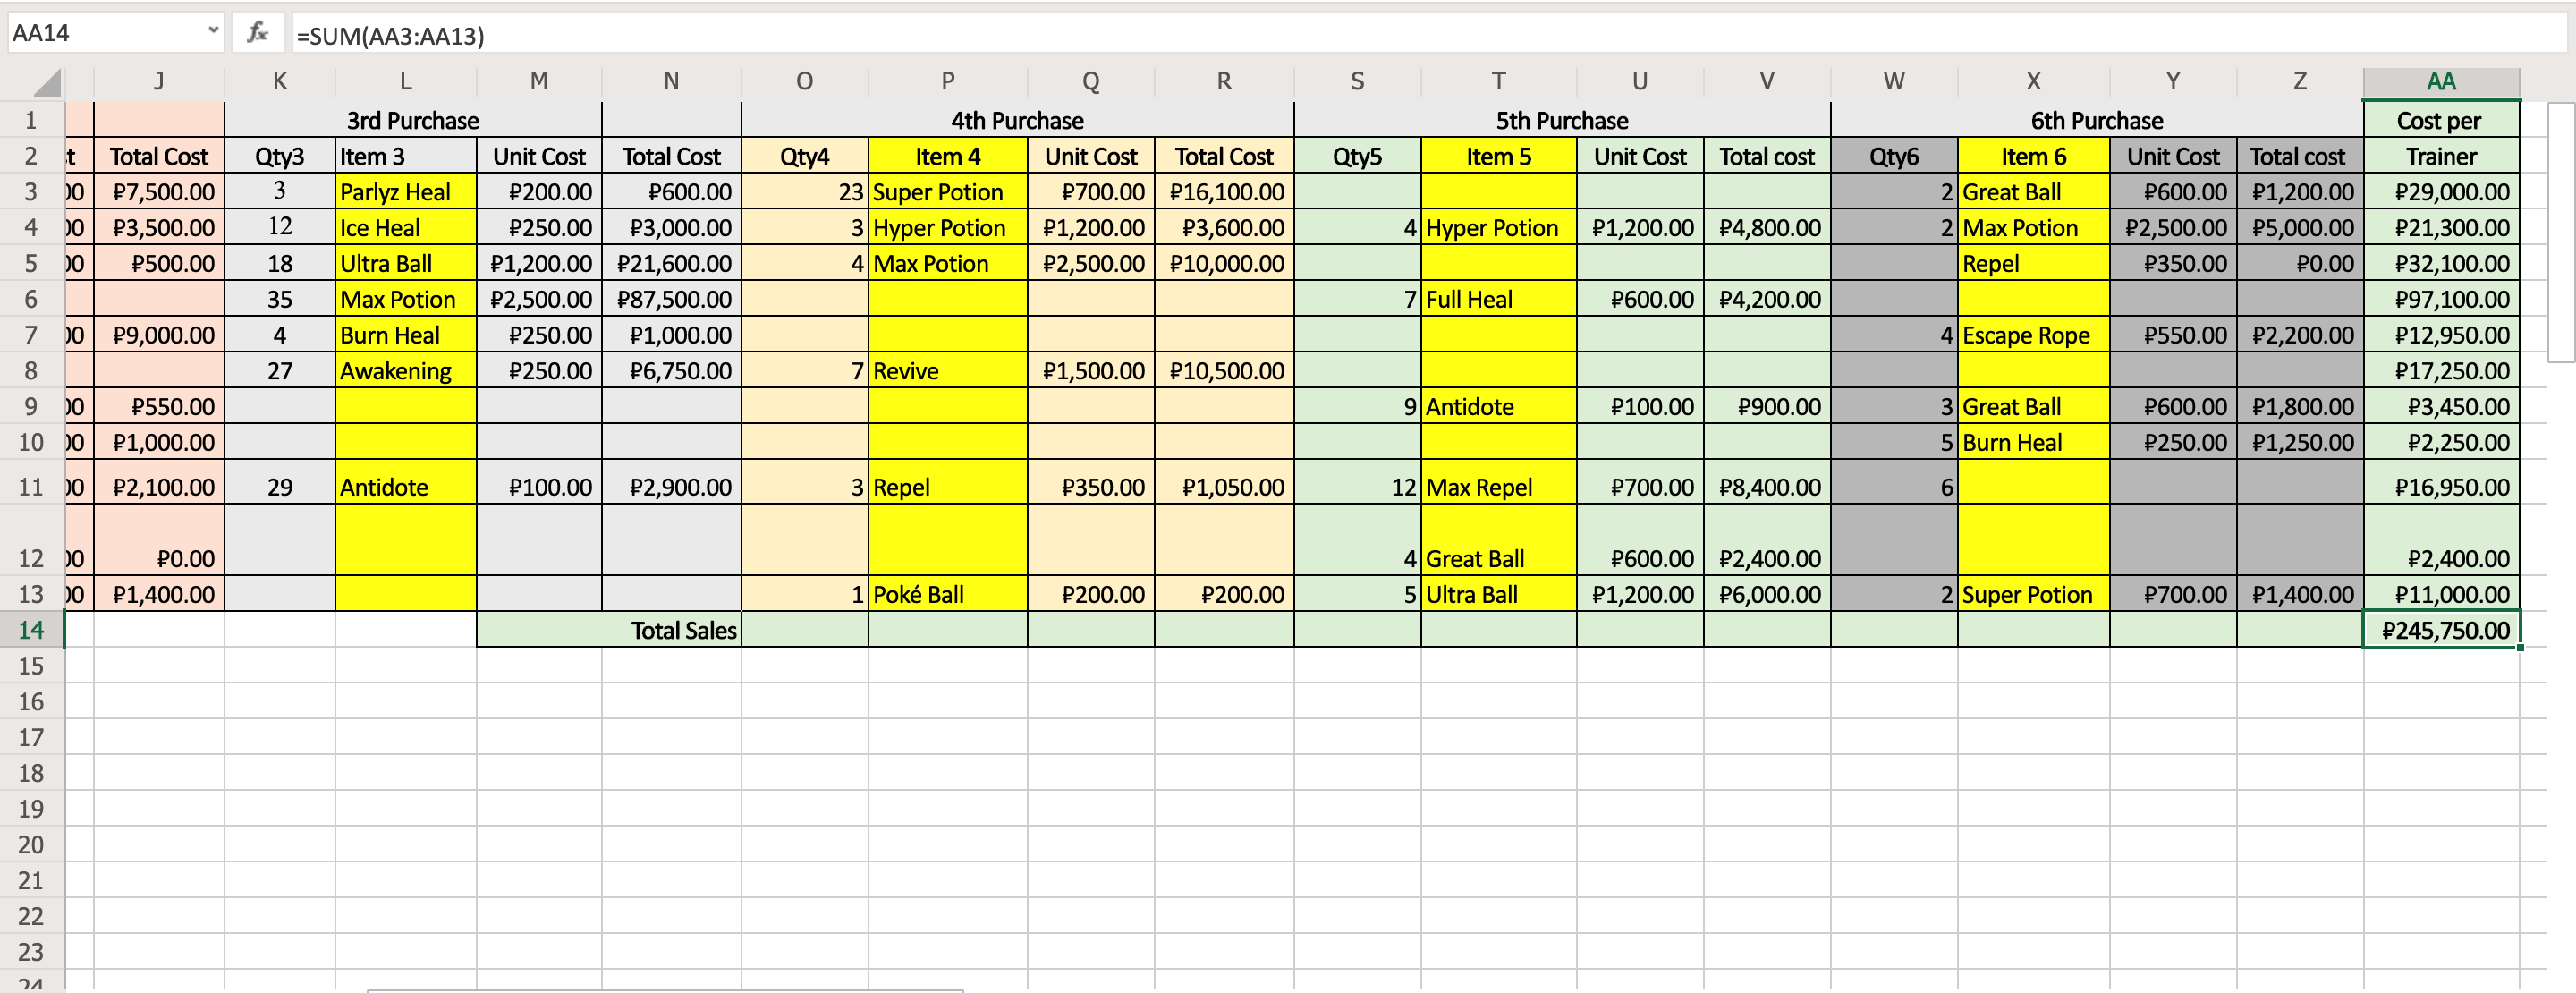 AA14 fx =SUM(AA3:AA13)
J K L M N O P Q R S T U V W X Y Z AA
1 3rd Purchase 4th Purchase 5th Purchase 6th Purchase Cost per
2 t Total Cost Qty3 Item 3 Unit Cost Total Cost Qty4 Item 4 Unit Cost Total Cost Qty5 Item 5 Unit Cost Total cost Qty6 Item 6 Unit Cost Total cost Trainer
3 00 ₽7,500.00 3 Parlyz Heal ₽200.00 ₽600.00 23 Super Potion ₽700.00 ₽16,100.00 2 Great Ball ₽600.00 ₽1,200.00 ₽29,000.00
4 00 ₽3,500.00 12 Ice Heal ₽250.00 ₽3,000.00 3 Hyper Potion ₽1,200.00 ₽3,600.00 4 Hyper Potion ₽1,200.00 ₽4,800.00 2 Max Potion ₽2,500.00 ₽5,000.00 ₽21,300.00
5 00 ₽500.00 18 Ultra Ball ₽1,200.00 ₽21,600.00 4 Max Potion ₽2,500.00 ₽10,000.00 Repel ₽350.00 ₽0.00 ₽32,100.00
6 35 Max Potion ₽2,500.00 ₽87,500.00 7 Full Heal ₽600.00 ₽4,200.00 ₽97,100.00
7 00 ₽9,000.00 4 Burn Heal ₽250.00 ₽1,000.00 4 Escape Rope ₽550.00 ₽2,200.00 ₽12,950.00
8 27 Awakening ₽250.00 ₽6,750.00 7 Revive ₽1,500.00 ₽10,500.00 ₽17,250.00
9 00 ₽550.00 9 Antidote ₽100.00 ₽900.00 3 Great Ball ₽600.00 ₽1,800.00 ₽3,450.00
10 00 ₽1,000.00 5 Burn Heal ₽250.00 ₽1,250.00 ₽2,250.00
11 00 ₽2,100.00 29 Antidote ₽100.00 ₽2,900.00 3 Repel ₽350.00 ₽1,050.00 12 Max Repel ₽700.00 ₽8,400.00 6 ₽16,950.00
12 00 ₽0.00 4 Great Ball ₽600.00 ₽2,400.00 ₽2,400.00
13 00 ₽1,400.00 1 Poké Ball ₽200.00 ₽200.00 5 Ultra Ball ₽1,200.00 ₽6,000.00 2 Super Potion ₽700.00 ₽1,400.00 ₽11,000.00
14 Total Sales ₽245,750.00
15
16
17
18
19
20
21
22
23
24